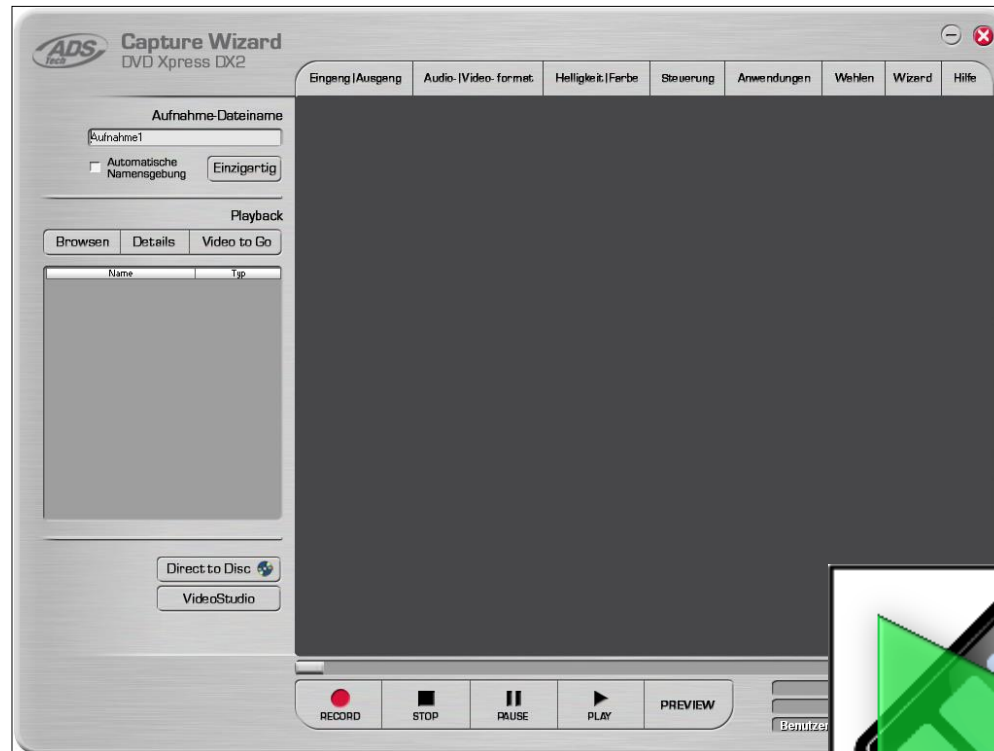 ADS Tech
Capture Wizard
DVD Xpress DX2
Eingang|Ausgang Audio-|Video-format Helligkeit|Farbe Steuerung Anwendungen Wahlen Wizard Hilfe
Aufnahme-Dateiname
Aufnahme1
Automatische
Namensgebung
Einzigartig
Playback
Browsen Details Video to Go
Name Typ
Direct to Disc
VideoStudio
RECORD STOP PAUSE PLAY PREVIEW